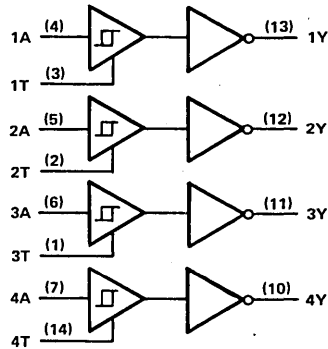 1A (4) (13) 1Y
1T (3)
2A (5) (12) 2Y
2T (2)
3A (6) (11) 3Y
3T (1)
4A (7) (10) 4Y
4T (14)